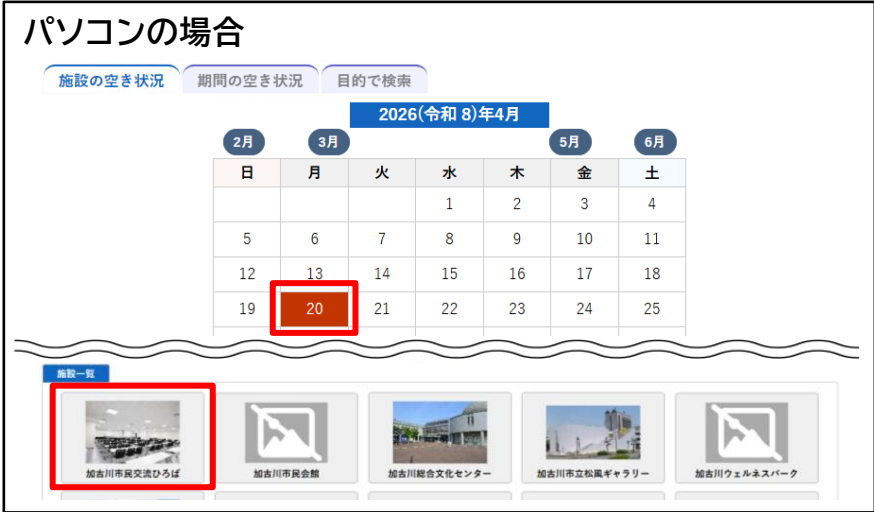 パソコンの場合
施設の空き状況 期間の空き状況 目的で検索
2026(令和 8)年4月
2月 3月 5月 6月
日 月 火 水 木 金 土
1 2 3 4
5 6 7 8 9 10 11
12 13 14 15 16 17 18
19 20 21 22 23 24 25
施設一覧
加古川市民交流ひろば 加古川市民会館 加古川総合文化センター 加古川市立松風ギャラリー 加古川ウェルネスパーク